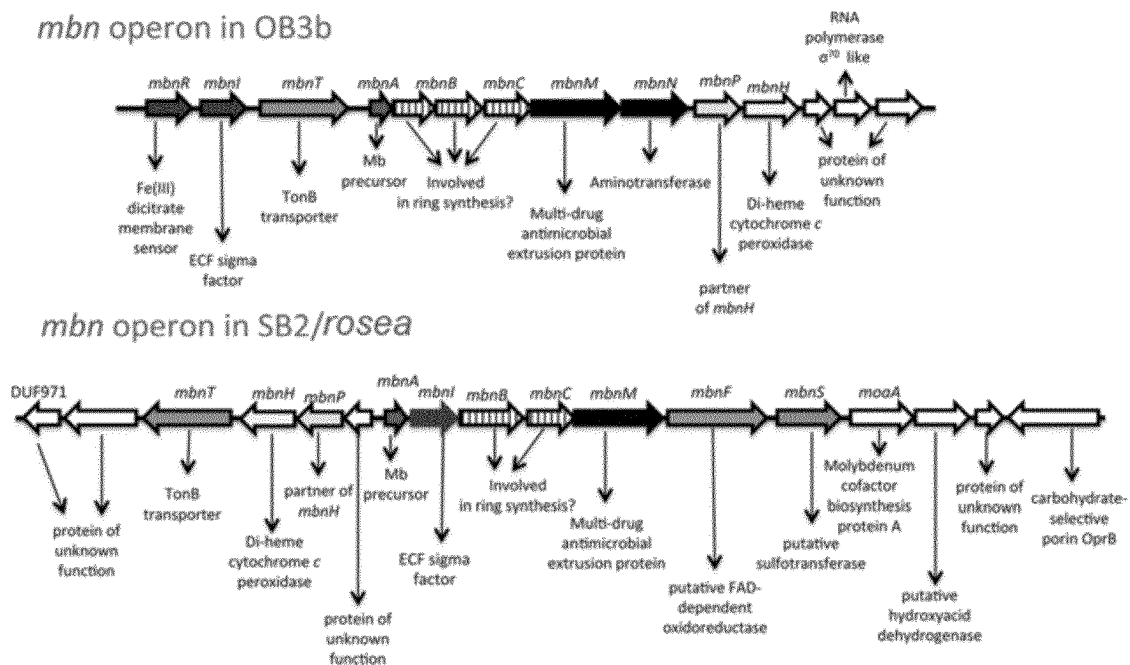 mbn operon in OB3b
RNA
polymerase
σ⁷⁰ like
mbnR mbnI mbnT mbnA mbnB mbnC mbnM mbnN mbnP mbnH
Fe(III)
dicitrate
membrane
sensor
ECF sigma
factor
TonB
transporter
Mb
precursor
Involved
in ring synthesis?
Multi-drug
antimicrobial
extrusion protein
Aminotransferase
partner
of mbnH
Di-heme
cytochrome c
peroxidase
protein of
unknown
function
mbn operon in SB2/rosea
DUF971 mbnT mbnH mbnP mbnA mbnI mbnB mbnC mbnM mbnF mbnS moaA
protein of
unknown
function
TonB
transporter
Di-heme
cytochrome c
peroxidase
partner of
mbnH
protein of
unknown
function
Mb
precursor
ECF sigma
factor
Involved
in ring synthesis?
Multi-drug
antimicrobial
extrusion protein
putative FAD-
dependent
oxidoreductase
putative
sulfotransferase
Molybdenum
cofactor
biosynthesis
protein A
putative
hydroxyacid
dehydrogenase
protein of
unknown
function
carbohydrate-
selective
porin OprB